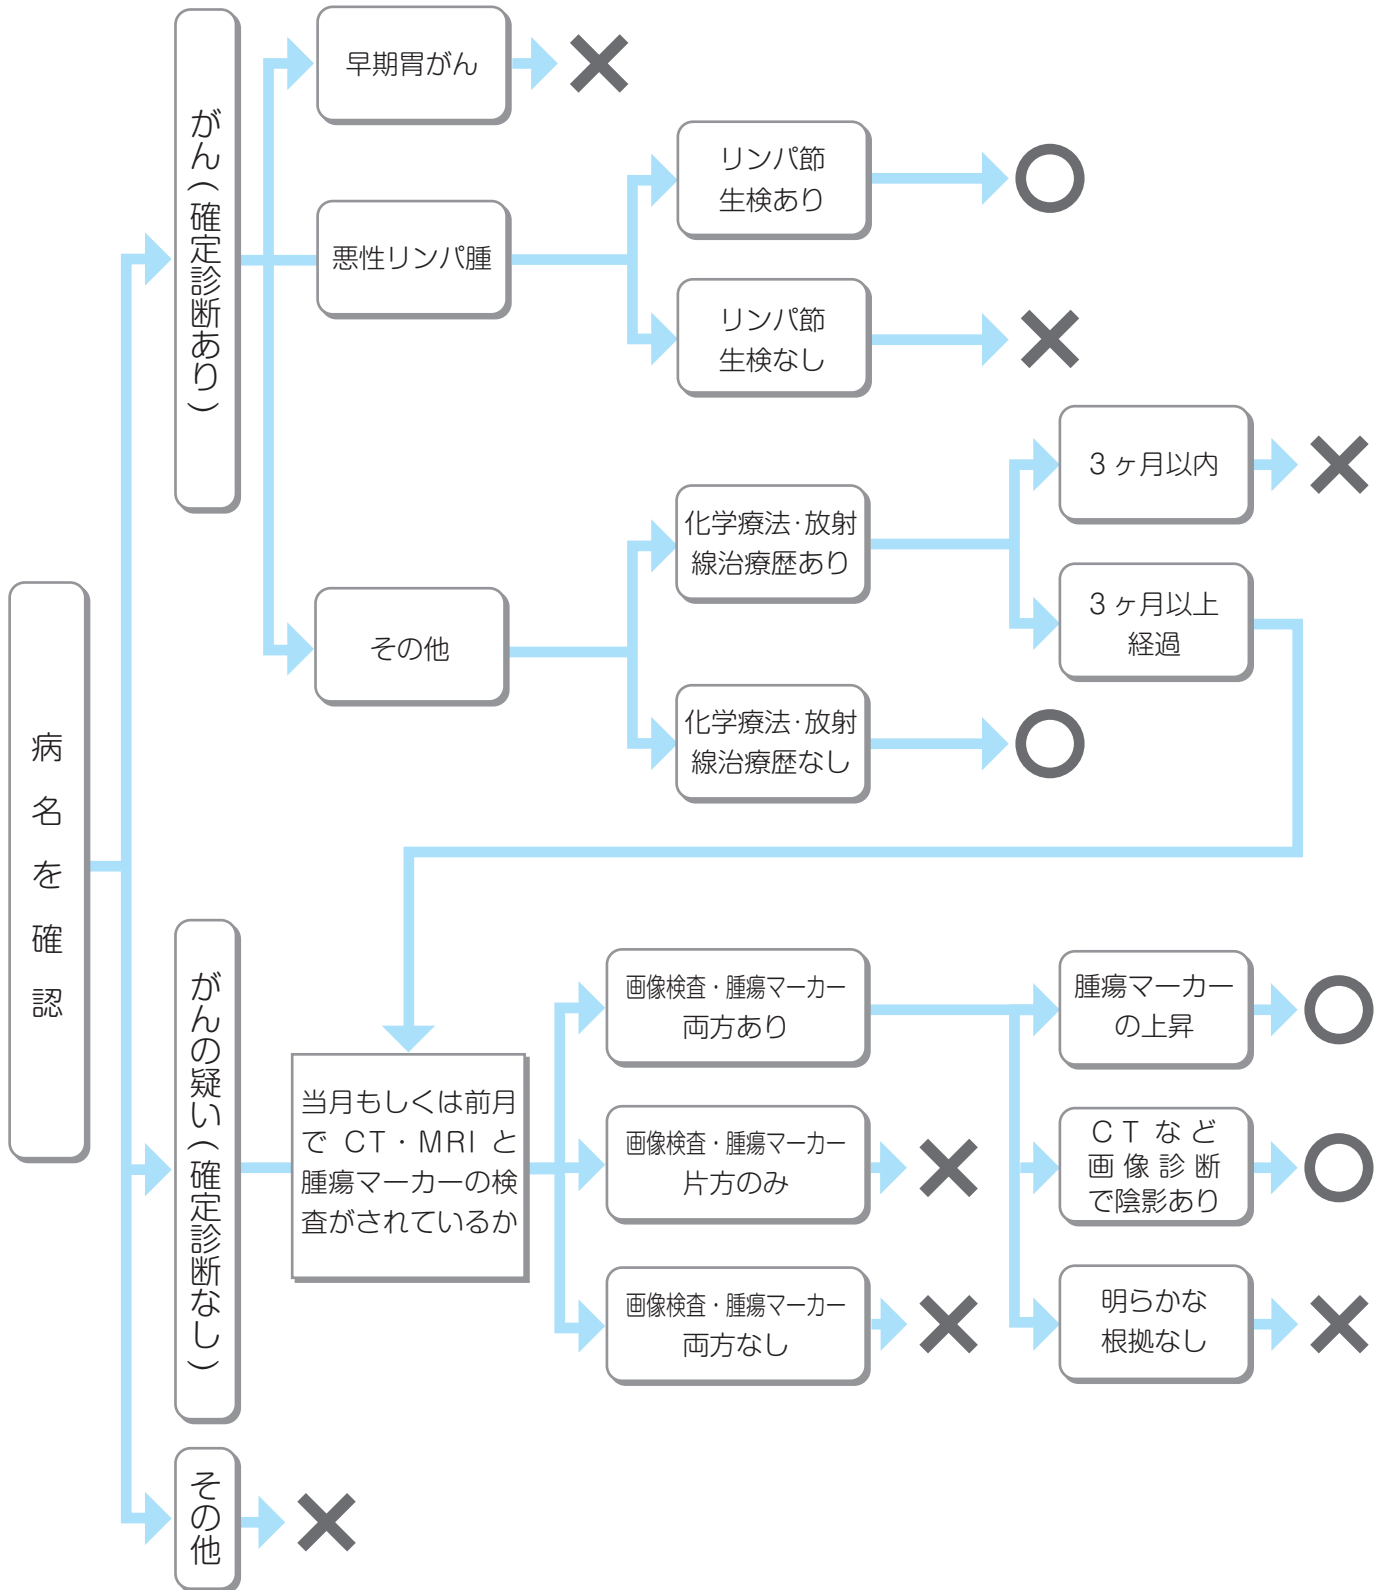 病名を確認
がん(確定診断あり)
早期胃がん
悪性リンパ腫
リンパ節
生検あり
リンパ節
生検なし
その他
化学療法・放射
線治療歴あり
3ヶ月以内
3ヶ月以上
経過
化学療法・放射
線治療歴なし
がんの疑い(確定診断なし)
当月もしくは前月
で CT・MRI と
腫瘍マーカーの検
査がされているか
画像検査・腫瘍マーカー
両方あり
腫瘍マーカー
の上昇
CTなど
画像診断
で陰影あり
明らかな
根拠なし
画像検査・腫瘍マーカー
片方のみ
画像検査・腫瘍マーカー
両方なし
その他